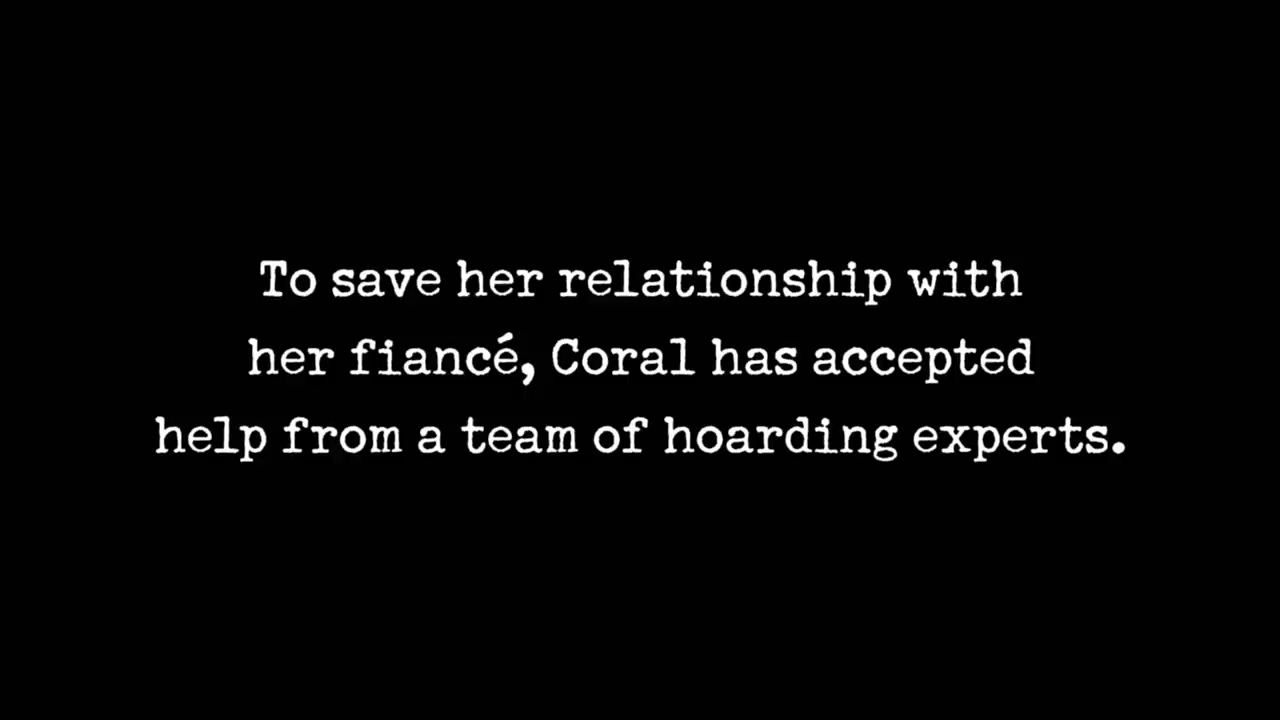 To save her relationship with
her fiancé, Coral has accepted
help from a team of hoarding experts.